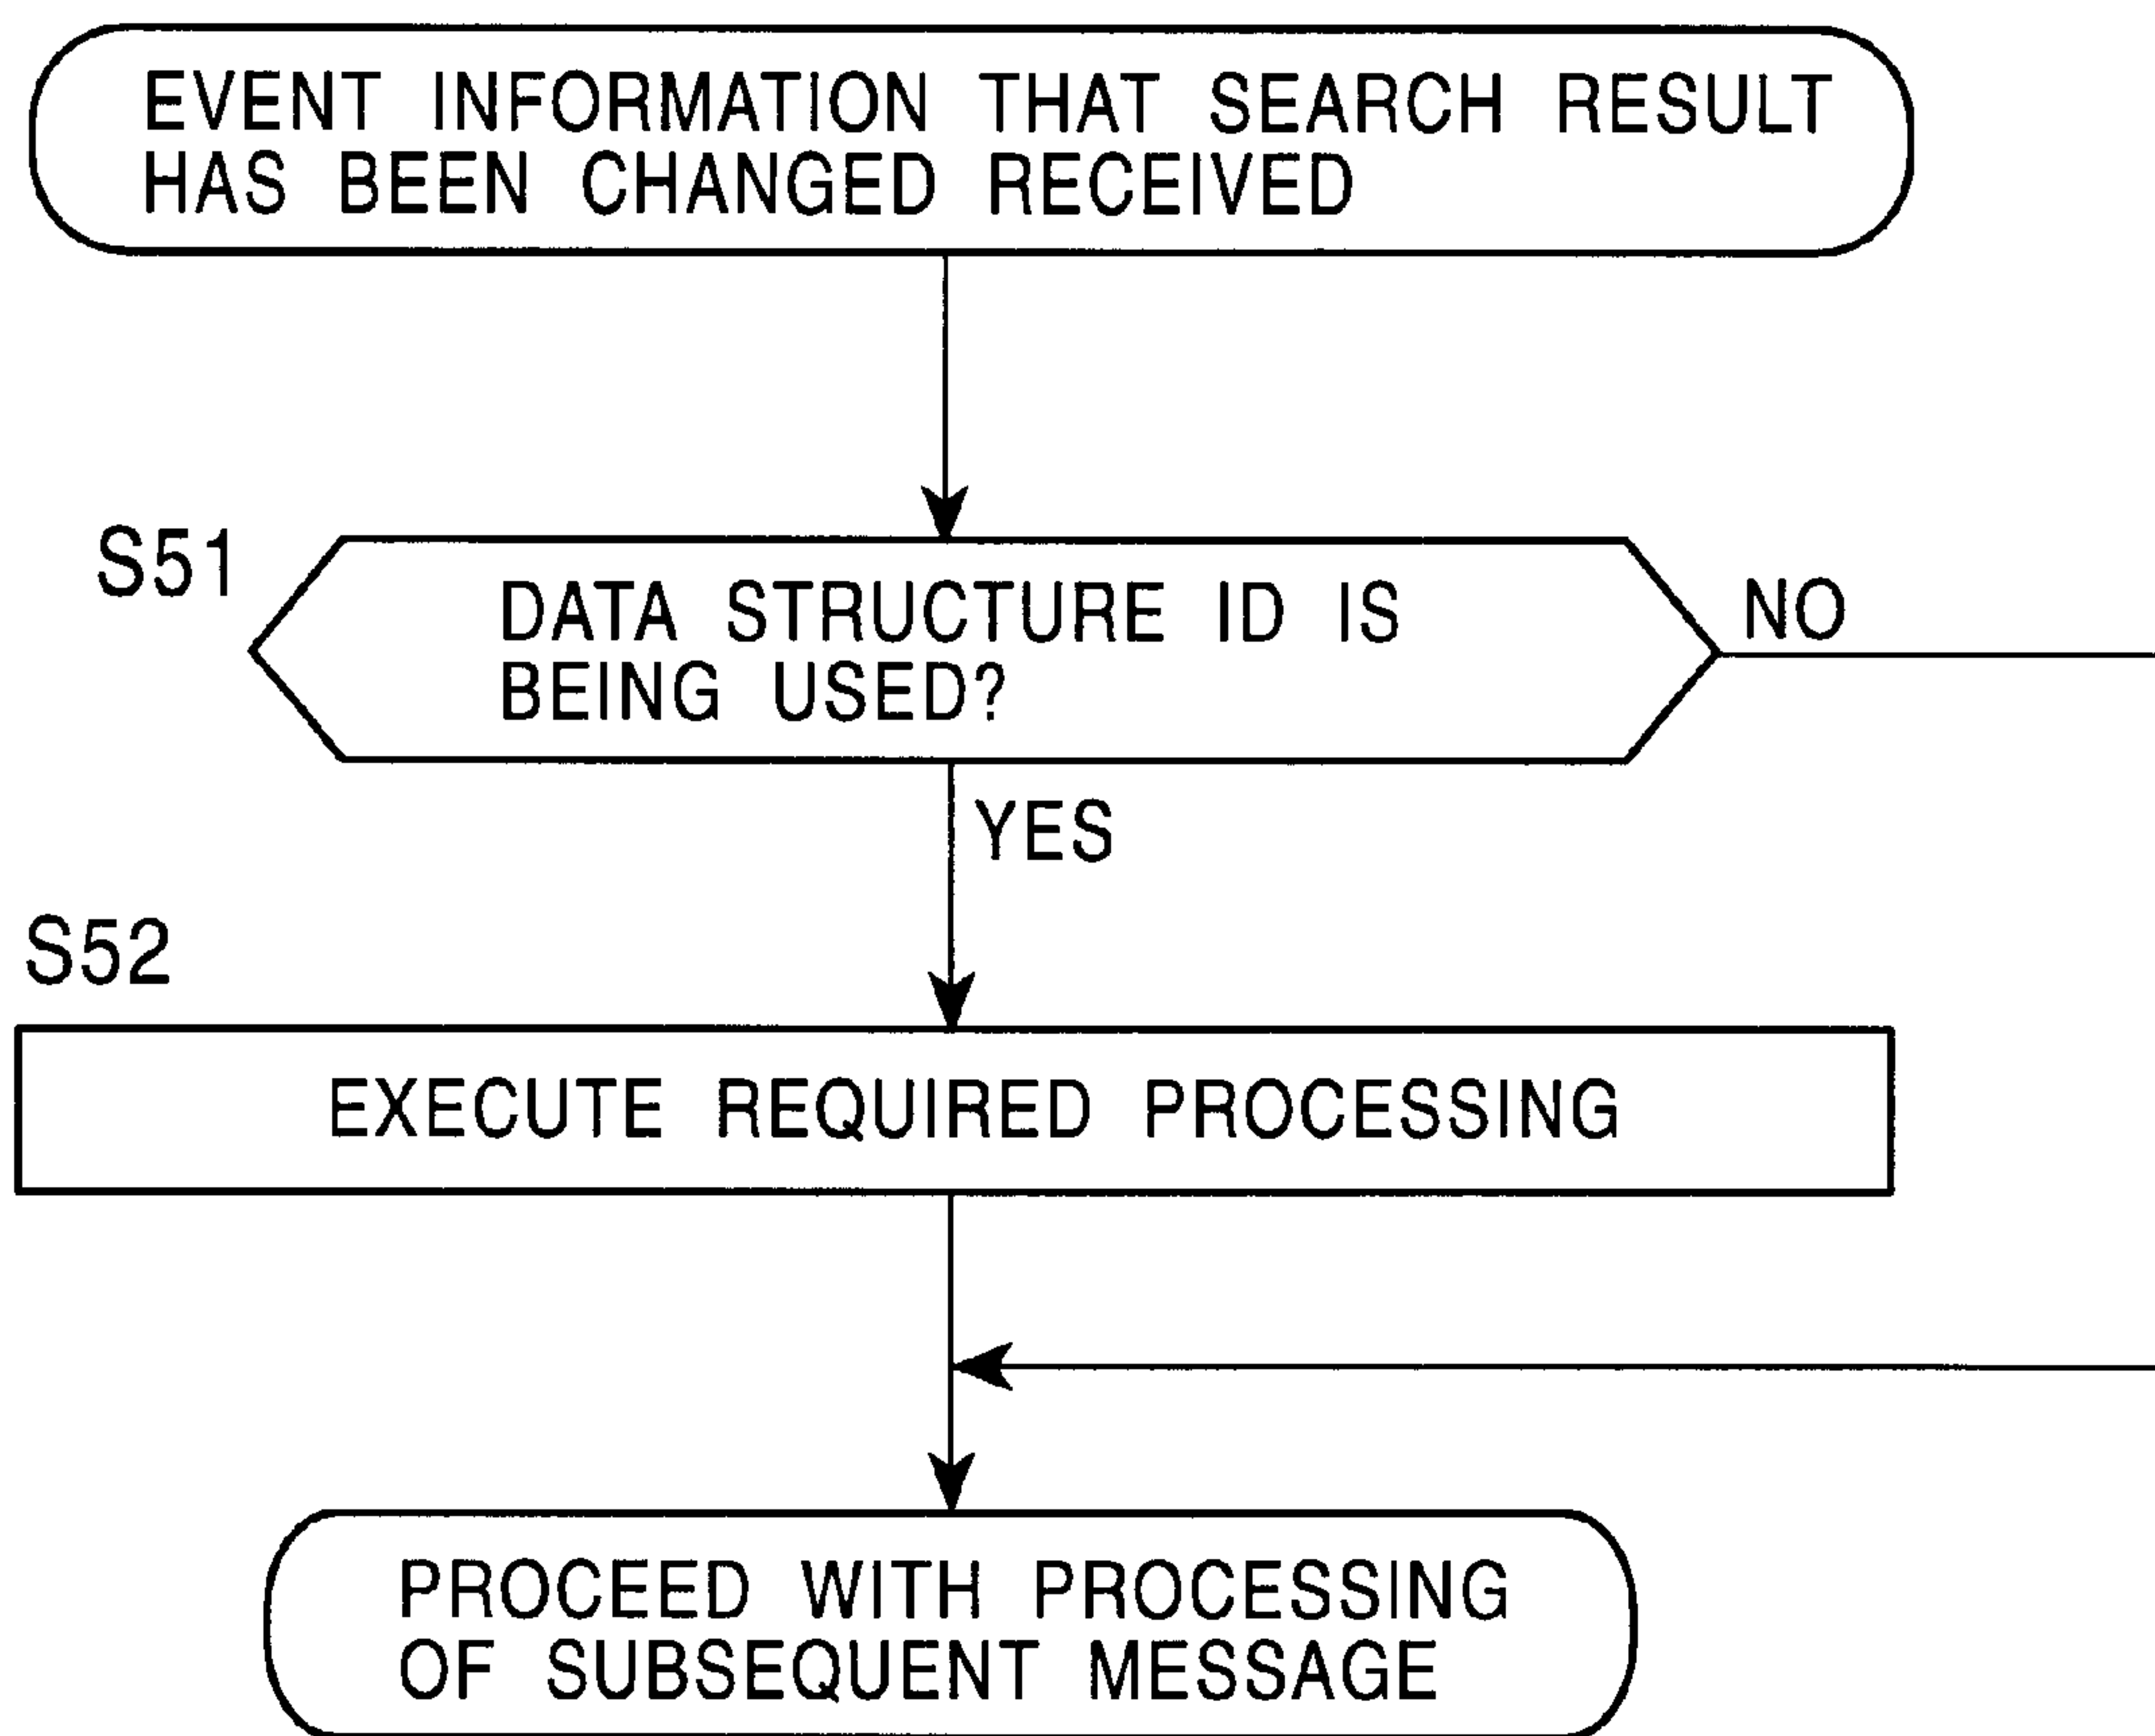 EVENT INFORMATION THAT SEARCH RESULT
HAS BEEN CHANGED RECEIVED
S51
DATA STRUCTURE ID IS
BEING USED?
NO
YES
S52
EXECUTE REQUIRED PROCESSING
PROCEED WITH PROCESSING
OF SUBSEQUENT MESSAGE